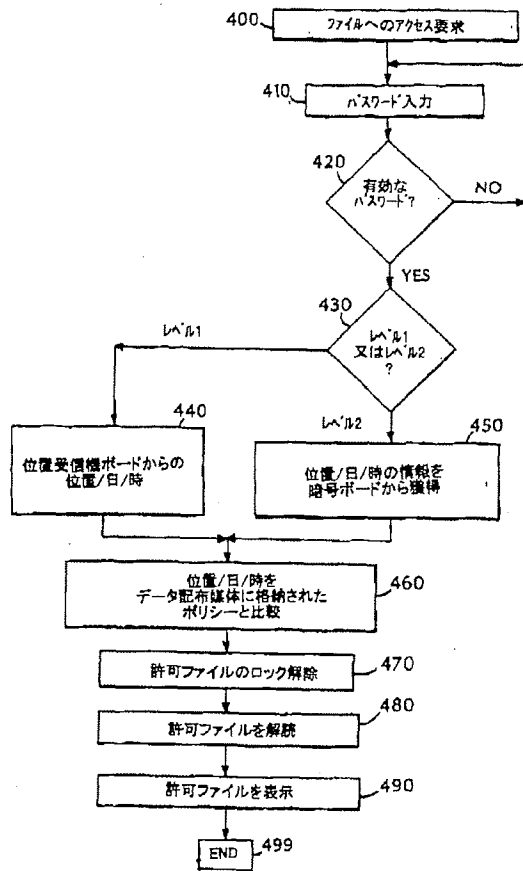 400
ファイルへのアクセス要求
410
パスワード入力
420
有効な
パスワード?
NO
YES
430
レベル1
又はレベル2
?
レベル1
レベル2
440
位置受信機ボードからの
位置/日/時
450
位置/日/時の情報を
暗号ボードから獲得
位置/日/時を
データ配布媒体に格納された
ポリシーと比較
460
許可ファイルのロック解除
470
許可ファイルを解読
480
許可ファイルを表示
490
END
499